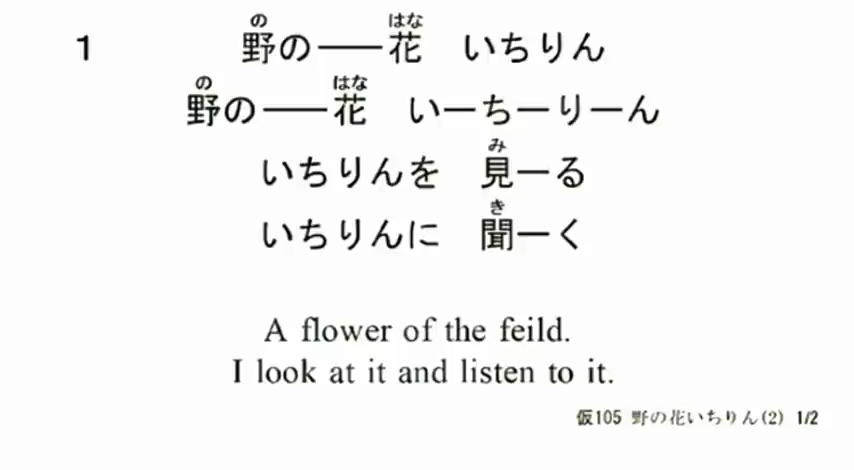 1 野の――花 いちりん
野の――花 いーちーりーん
いちりんを 見ーる
いちりんに 聞ーく
A flower of the feild.
I look at it and listen to it.
仮105 野の花いちりん(2) 1/2